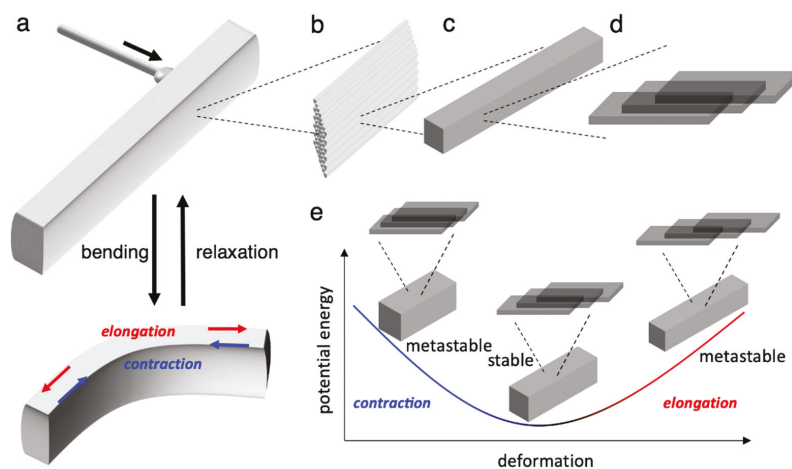 a
b
c
d
bending
relaxation
elongation
contraction
e
potential energy
metastable
stable
metastable
contraction
elongation
deformation